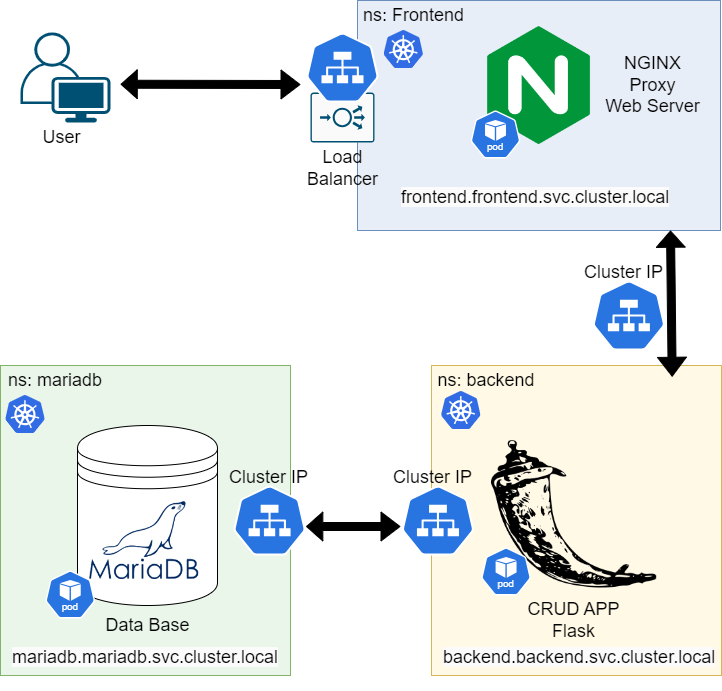 ns: Frontend
NGINX
Proxy
Web Server
pod
User
Load
Balancer
frontend.frontend.svc.cluster.local
Cluster IP
ns: mariadb
ns: backend
Cluster IP
Cluster IP
MariaDB
pod
pod
Data Base
CRUD APP
Flask
mariadb.mariadb.svc.cluster.local
backend.backend.svc.cluster.local